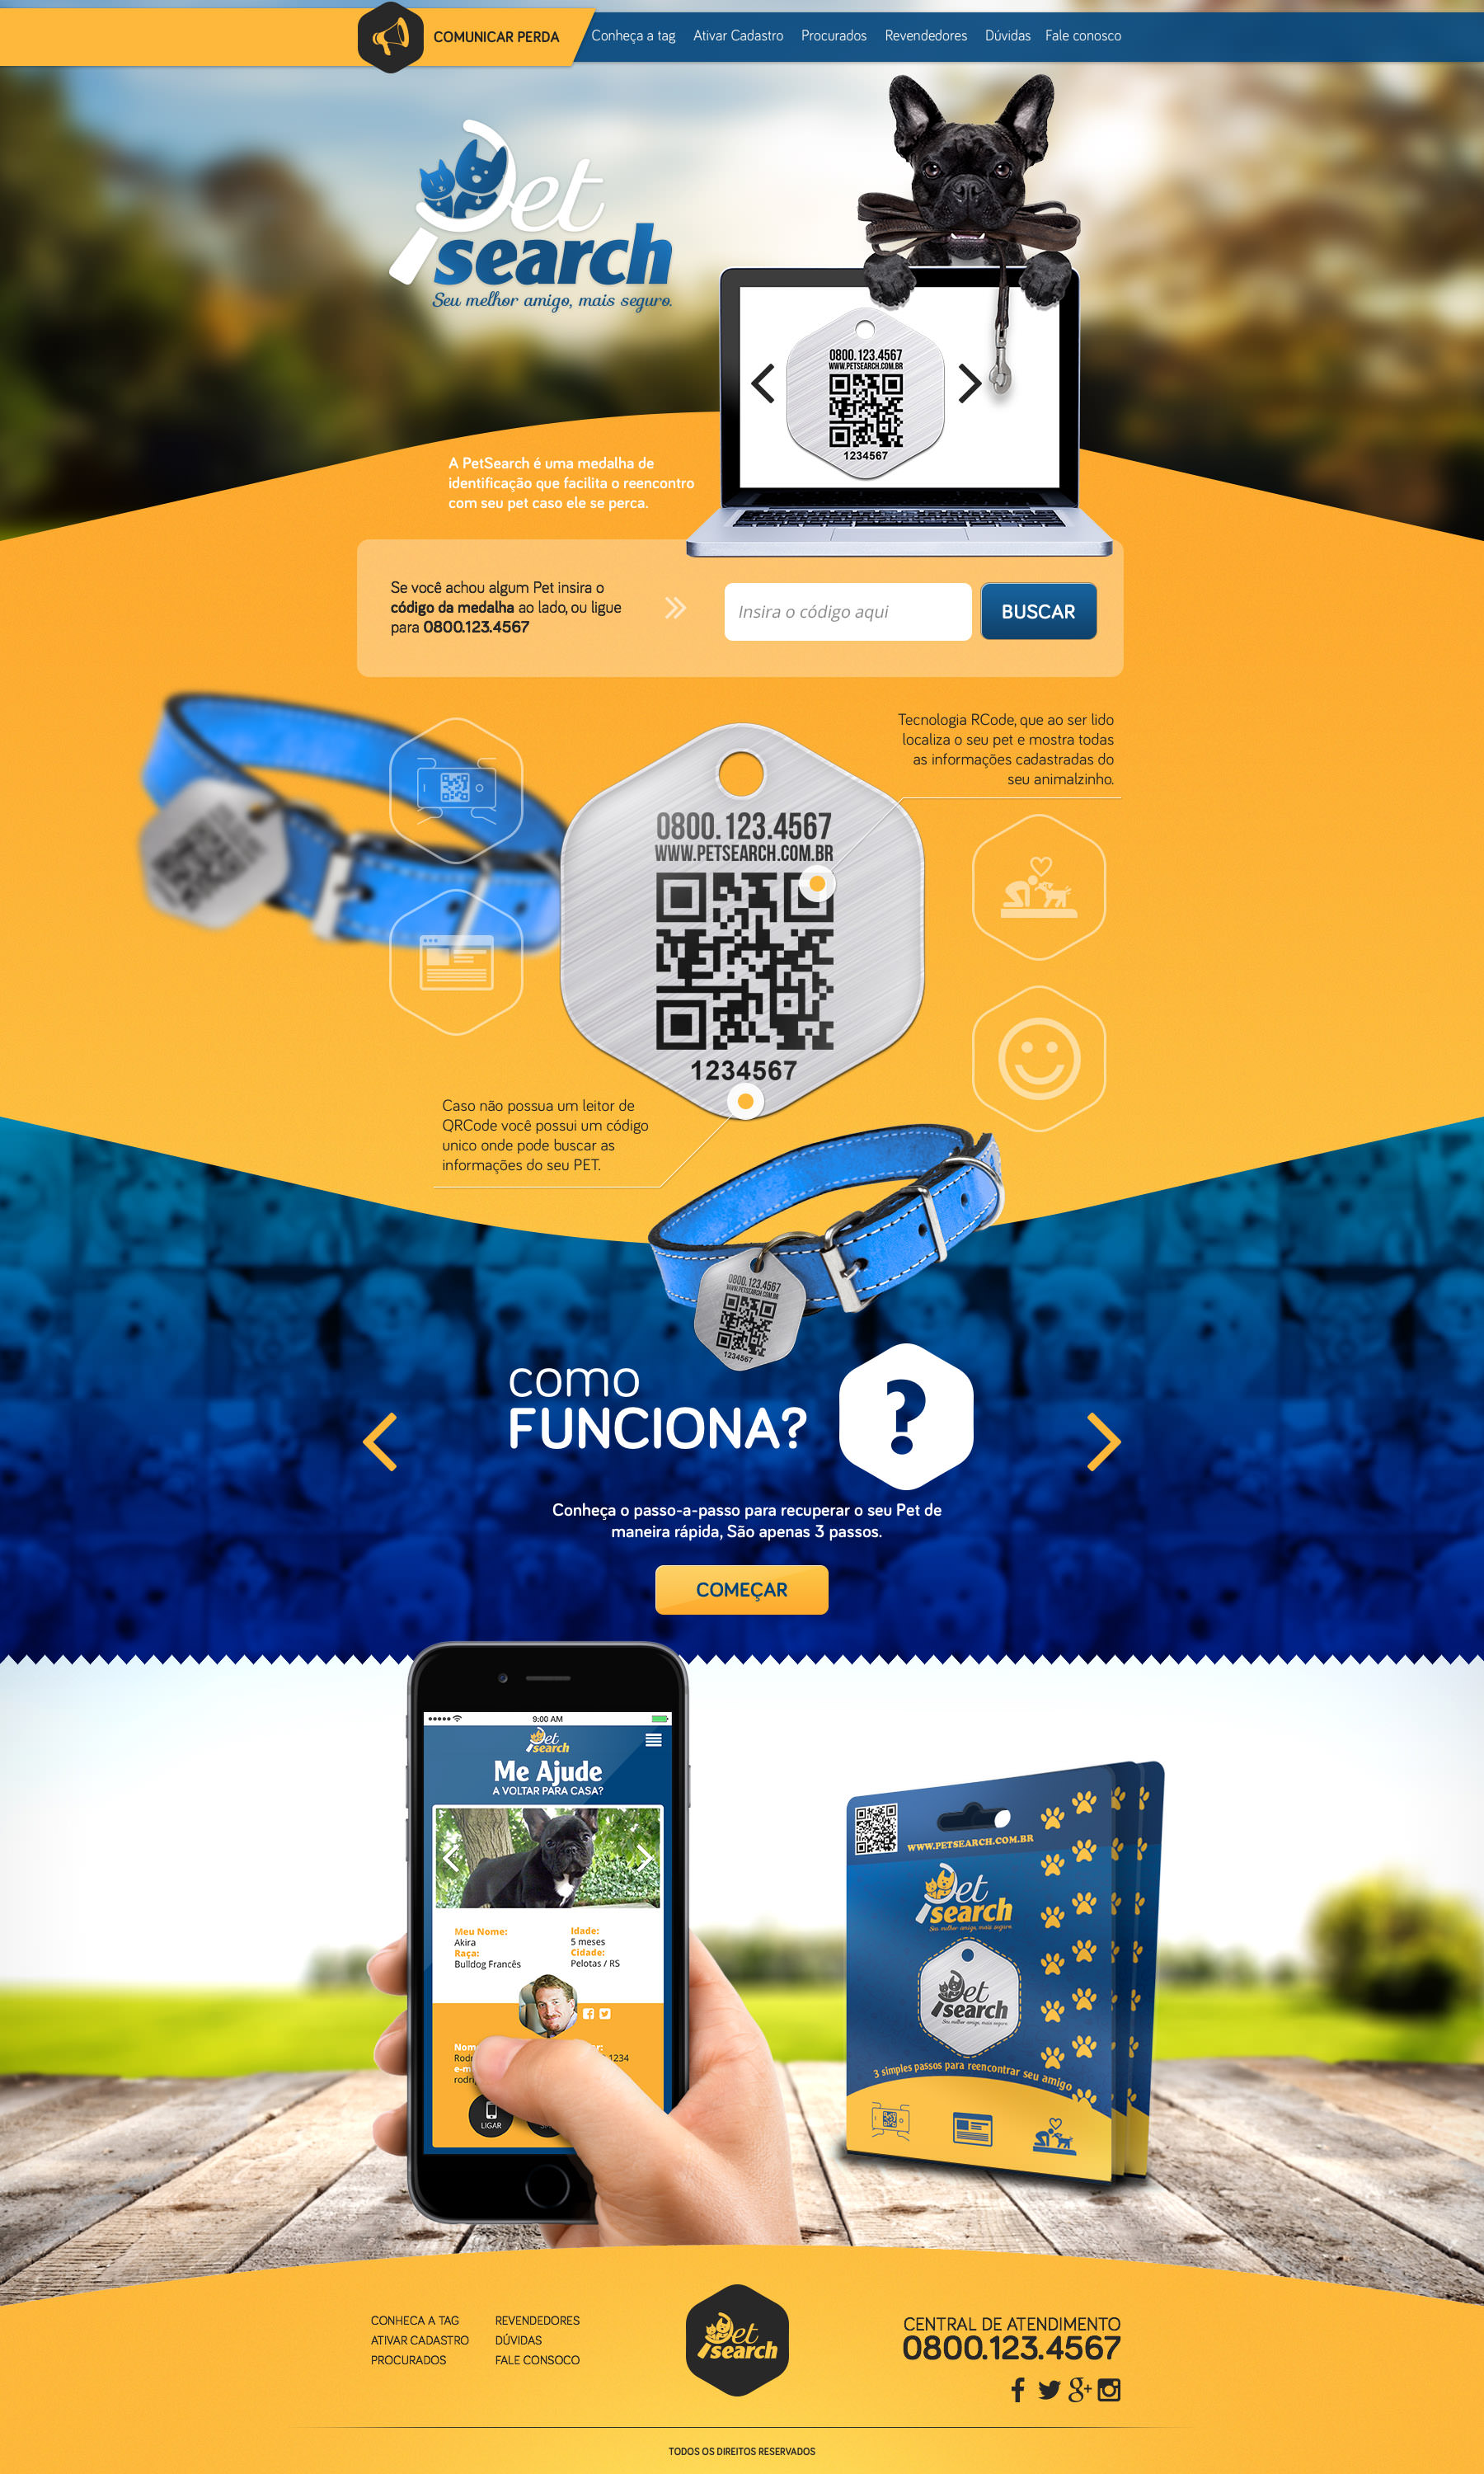 COMUNICAR PERDA
Conheça a tag
Ativar Cadastro
Procurados
Revendedores
Dúvidas
Fale conosco
Pet
search
Seu melhor amigo, mais seguro.
0800.123.4567
WWW.PETSEARCH.COM.BR
1234567
A PetSearch é uma medalha de
identificação que facilita o reencontro
com seu pet caso ele se perca.
Se você achou algum Pet insira o
código da medalha ao lado, ou ligue
para 0800.123.4567
Insira o código aqui
BUSCAR
Tecnologia RCode, que ao ser lido
localiza o seu pet e mostra todas
as informações cadastradas do
seu animalzinho.
0800.123.4567
WWW.PETSEARCH.COM.BR
1234567
Caso não possua um leitor de
QRCode você possui um código
unico onde pode buscar as
informações do seu PET.
0800.123.4567
WWW.PETSEARCH.COM.BR
1234567
como
FUNCIONA?
?
Conheça o passo-a-passo para recuperar o seu Pet de
maneira rápida, São apenas 3 passos.
COMEÇAR
9:00 AM
Pet
search
Me Ajude
A VOLTAR PARA CASA?
Meu Nome:
Akira
Raça:
Bulldog Francês
Idade:
5 meses
Cidade:
Pelotas / RS
1234
LIGAR
WWW.PETSEARCH.COM.BR
Pet
search
Seu melhor amigo, mais seguro.
Pet
search
Seu melhor amigo, mais seguro.
3 simples passos para reencontrar seu amigo
CONHECA A TAG
ATIVAR CADASTRO
PROCURADOS
REVENDEDORES
DÚVIDAS
FALE CONSOCO
Pet
search
CENTRAL DE ATENDIMENTO
0800.123.4567
TODOS OS DIREITOS RESERVADOS